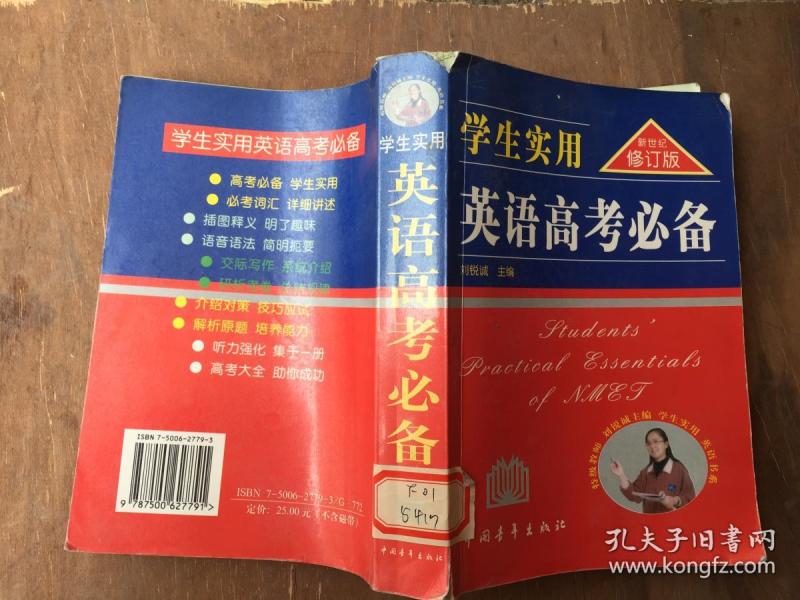 学生实用英语高考必备
高考必备 学生实用
必考词汇 详细讲述
插图释义 明了趣味
语音语法 简明扼要
交际写作 系统介绍
介绍对策 技巧应试
解析原题 培养能力
听力强化 集于一册
高考大全 助你成功
ISBN 7-5006-2779-3
9 787500 627791 >
ISBN 7-5006-2779-3/G·772
定价: 25.00元 (不含磁带)
学生实用
英语高考必备
中国青年出版社
学生实用
新世纪
修订版
英语高考必备
刘锐诚 主编
Students'
Practical Essentials
of NMET
特级教师 刘锐诚主编 学生实用 英语书系
中国青年出版社
孔夫子旧书网
www.kongfz.com